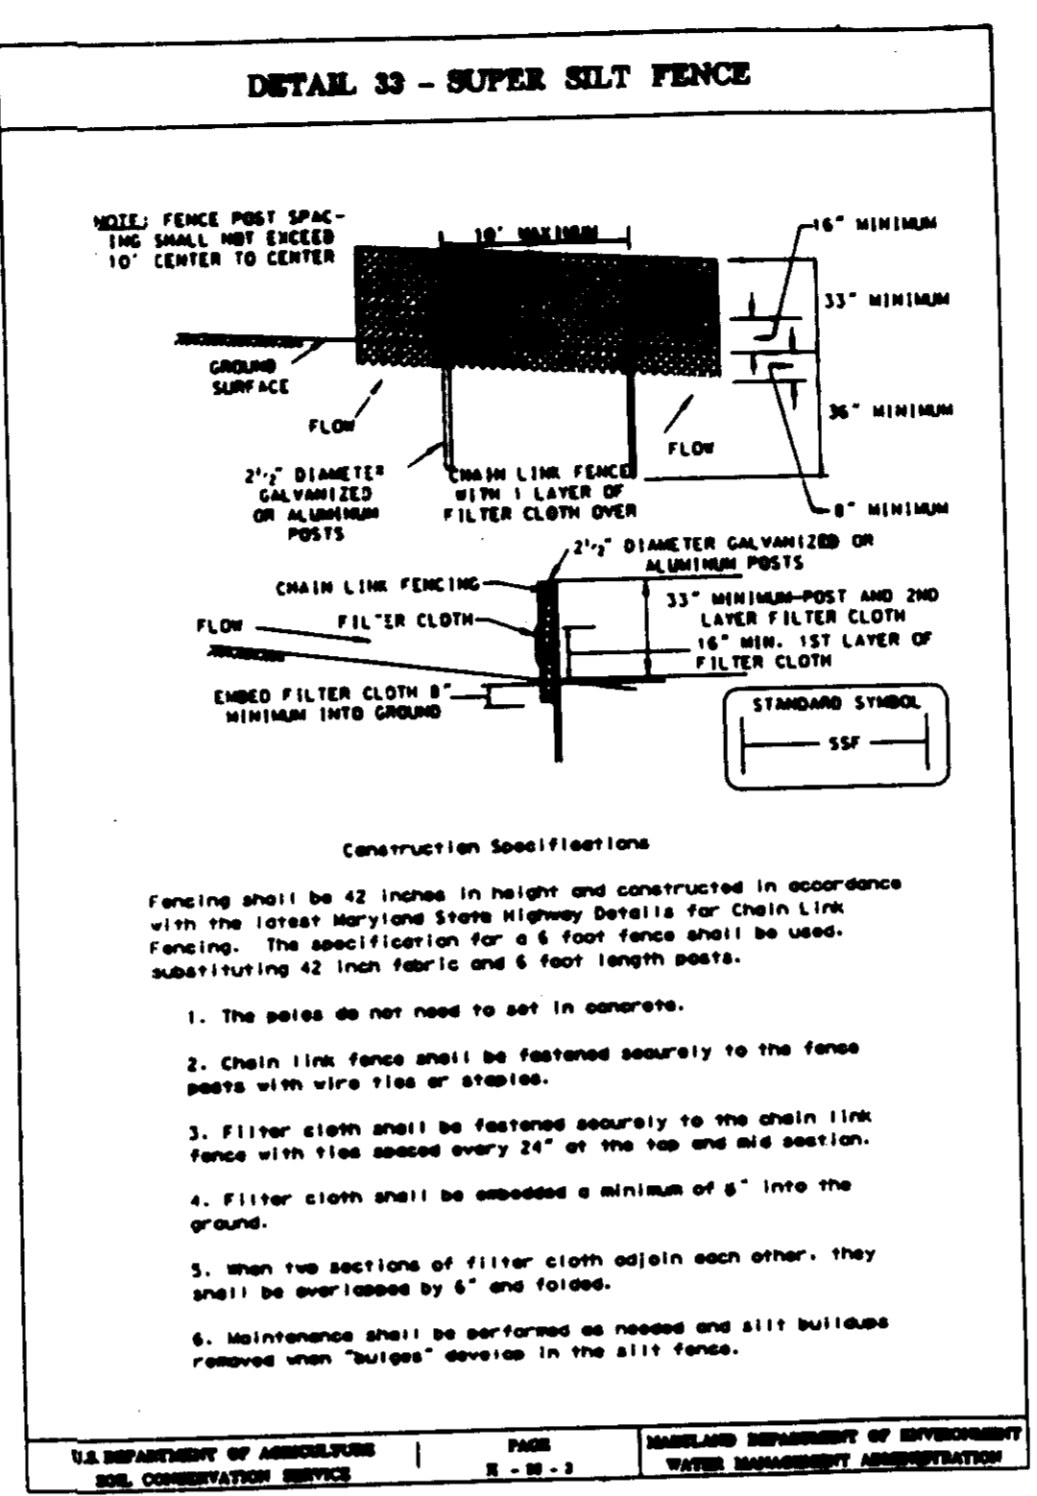 DETAIL 33 - SUPER SILT FENCE
NOTE: FENCE POST SPAC-
ING SHALL NOT EXCEED
10' CENTER TO CENTER
10' MAXIMUM
16" MINIMUM
33" MINIMUM
GROUND
SURFACE
FLOW
36" MINIMUM
FLOW
2 1/2" DIAMETER
GALVANIZED
OR ALUMINUM
POSTS
CHAIN LINK FENCE
WITH 1 LAYER OF
FILTER CLOTH OVER
8" MINIMUM
2 1/2" DIAMETER GALVANIZED OR
ALUMINUM POSTS
CHAIN LINK FENCING
33" MINIMUM-POST AND 2ND
LAYER FILTER CLOTH
FLOW
FILTER CLOTH
16" MIN. 1ST LAYER OF
FILTER CLOTH
EMBED FILTER CLOTH 8"
MINIMUM INTO GROUND
STANDARD SYMBOL
SSF
Construction Specifications
Fencing shall be 42 inches in height and constructed in accordance
with the latest Maryland State Highway Details for Chain Link
Fencing. The specification for a 6 foot fence shall be used.
substituting 42 inch fabric and 6 foot length posts.
1. The poles do not need to set in concrete.
2. Chain link fence shall be fastened securely to the fence
posts with wire ties or staples.
3. Filter cloth shall be fastened securely to the chain link
fence with ties spaced every 24" at the top and mid section.
4. Filter cloth shall be embedded a minimum of 8" into the
ground.
5. When two sections of filter cloth adjoin each other, they
shall be overlapped by 6" and folded.
6. Maintenance shall be performed as needed and silt buildups
removed when "bulges" develop in the silt fence.
U.S. DEPARTMENT OF AGRICULTURE
SOIL CONSERVATION SERVICE
PAGE
MARYLAND DEPARTMENT OF ENVIRONMENT
WATER MANAGEMENT ADMINISTRATION